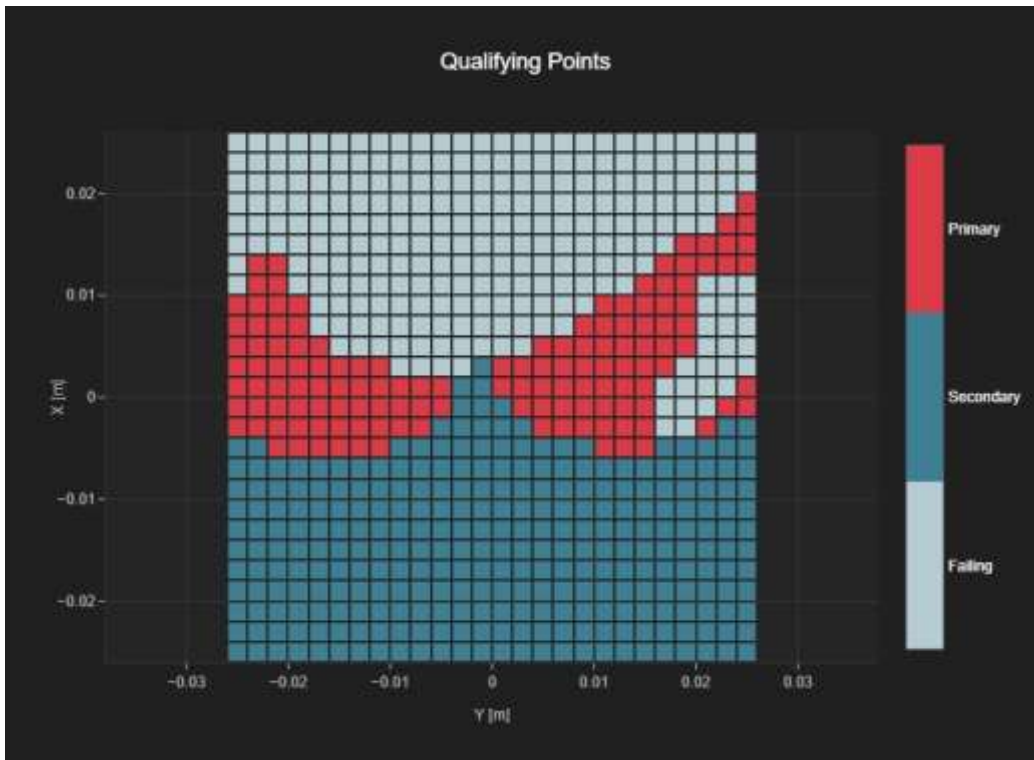 Qualifying Points
0.02
0.01
0
−0.01
−0.02
X [m]
−0.03
−0.02
−0.01
0
0.01
0.02
0.03
Y [m]
Primary
Secondary
Failing